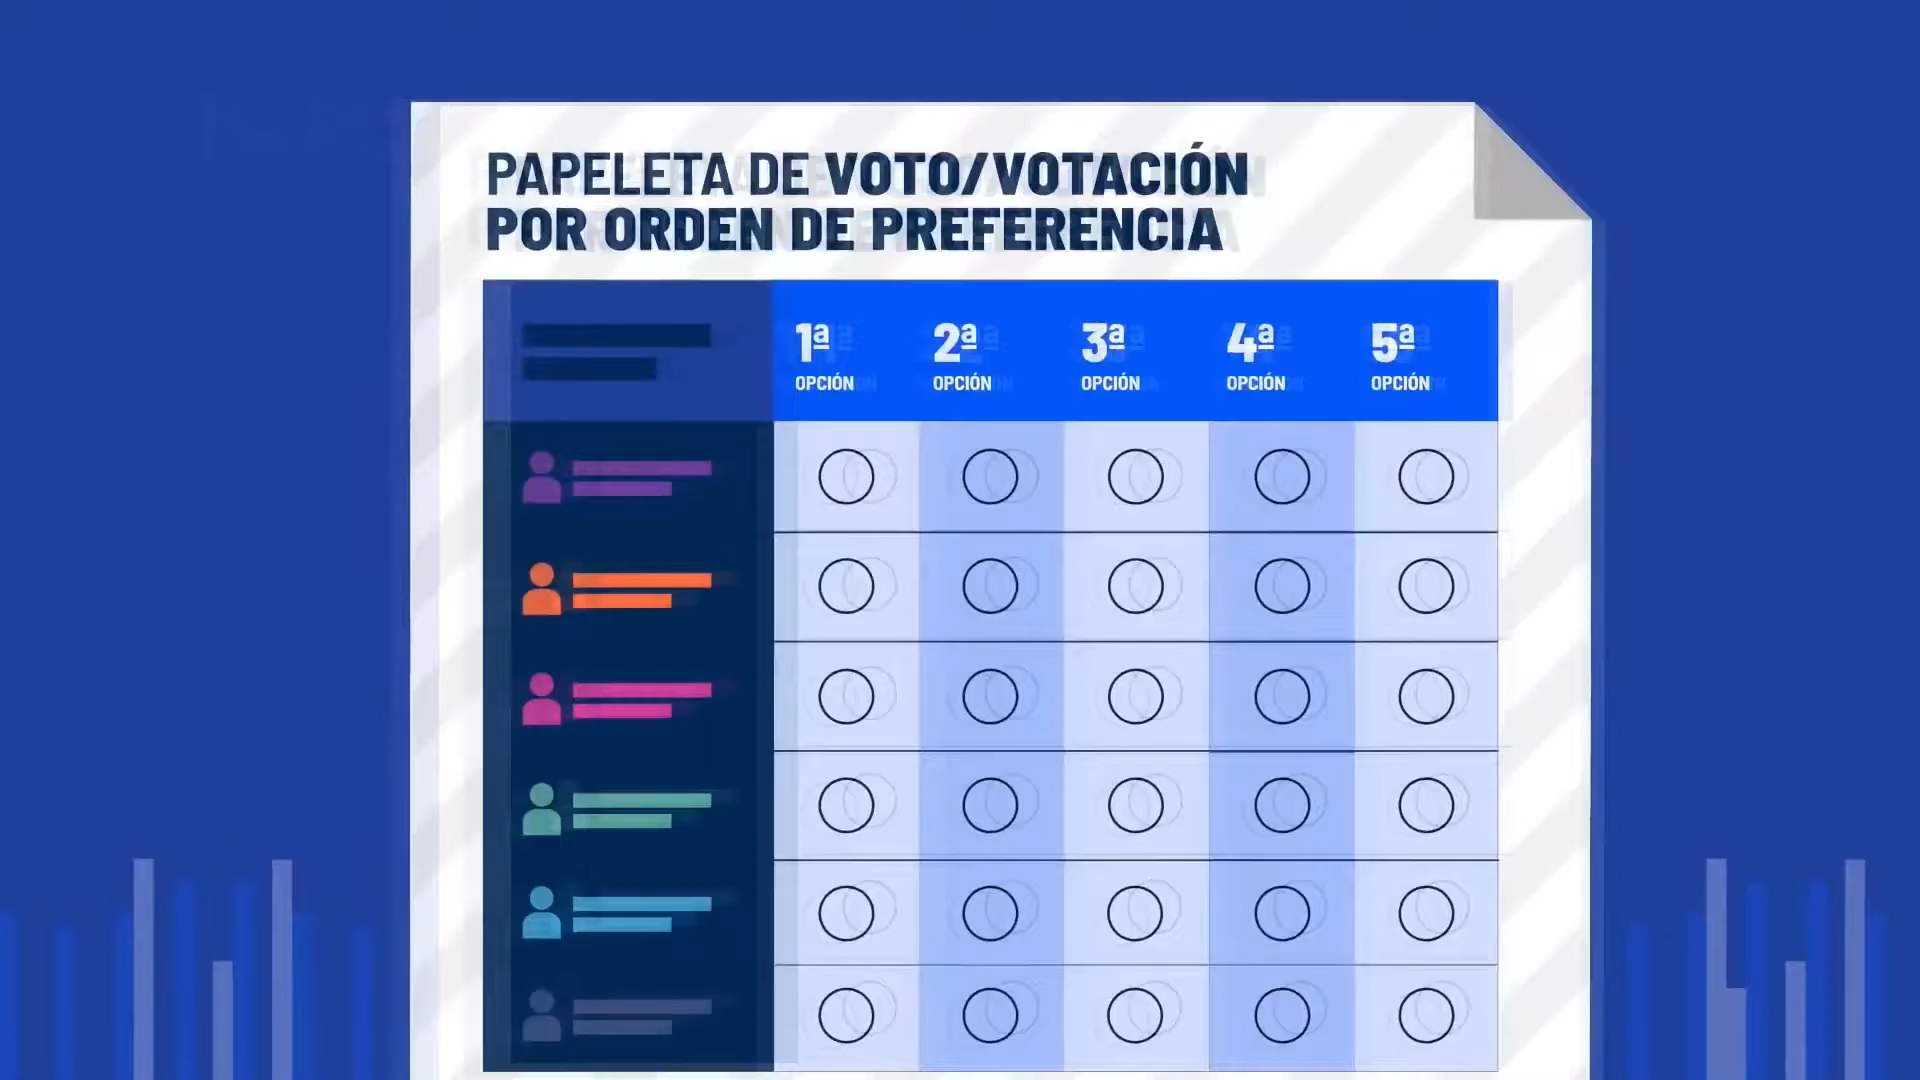 PAPELETA DE VOTO/VOTACIÓN
POR ORDEN DE PREFERENCIA
1ª 2ª 3ª 4ª 5ª
OPCIÓN OPCIÓN OPCIÓN OPCIÓN OPCIÓN